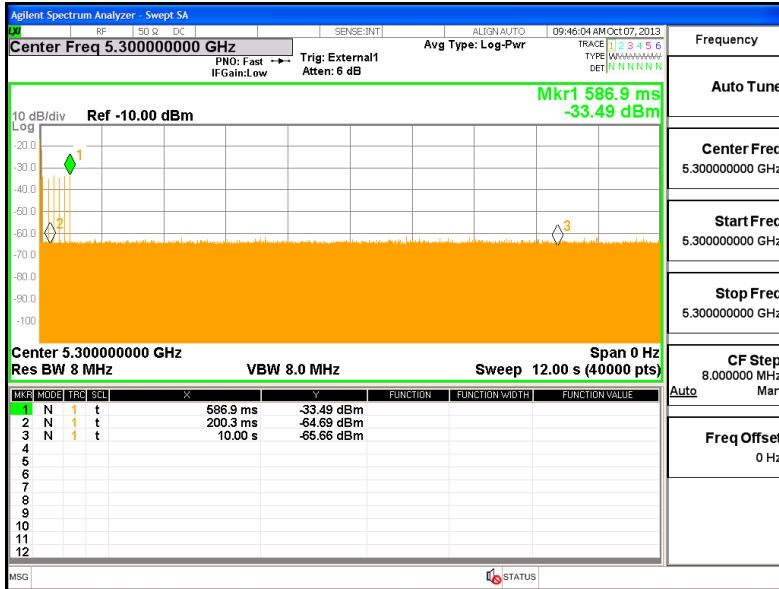 Agilent Spectrum Analyzer - Swept SA
LXI RF 50 Ω DC SENSE:INT ALIGN AUTO 09:46:04 AM Oct 07, 2013
Center Freq 5.300000000 GHz
PNO: Fast
IFGain:Low
Trig: External1
Atten: 6 dB
Avg Type: Log-Pwr
TRACE 1 2 3 4 5 6
TYPE WWWWWW
DET N N N N N N
Mkr1 586.9 ms
-33.49 dBm
10 dB/div Ref -10.00 dBm
Log
-20.0
-30.0
-40.0
-50.0
-60.0
-70.0
-80.0
-90.0
-100
1
2
3
Center 5.300000000 GHz Span 0 Hz
Res BW 8 MHz VBW 8.0 MHz Sweep 12.00 s (40000 pts)
MKR MODE TRC SCL X Y FUNCTION FUNCTION WIDTH FUNCTION VALUE
1 N 1 t 586.9 ms -33.49 dBm
2 N 1 t 200.3 ms -64.69 dBm
3 N 1 t 10.00 s -65.66 dBm
4
5
6
7
8
9
10
11
12
MSG STATUS
Frequency
Auto Tune
Center Freq
5.300000000 GHz
Start Freq
5.300000000 GHz
Stop Freq
5.300000000 GHz
CF Step
8.000000 MHz
Auto Man
Freq Offset
0 Hz